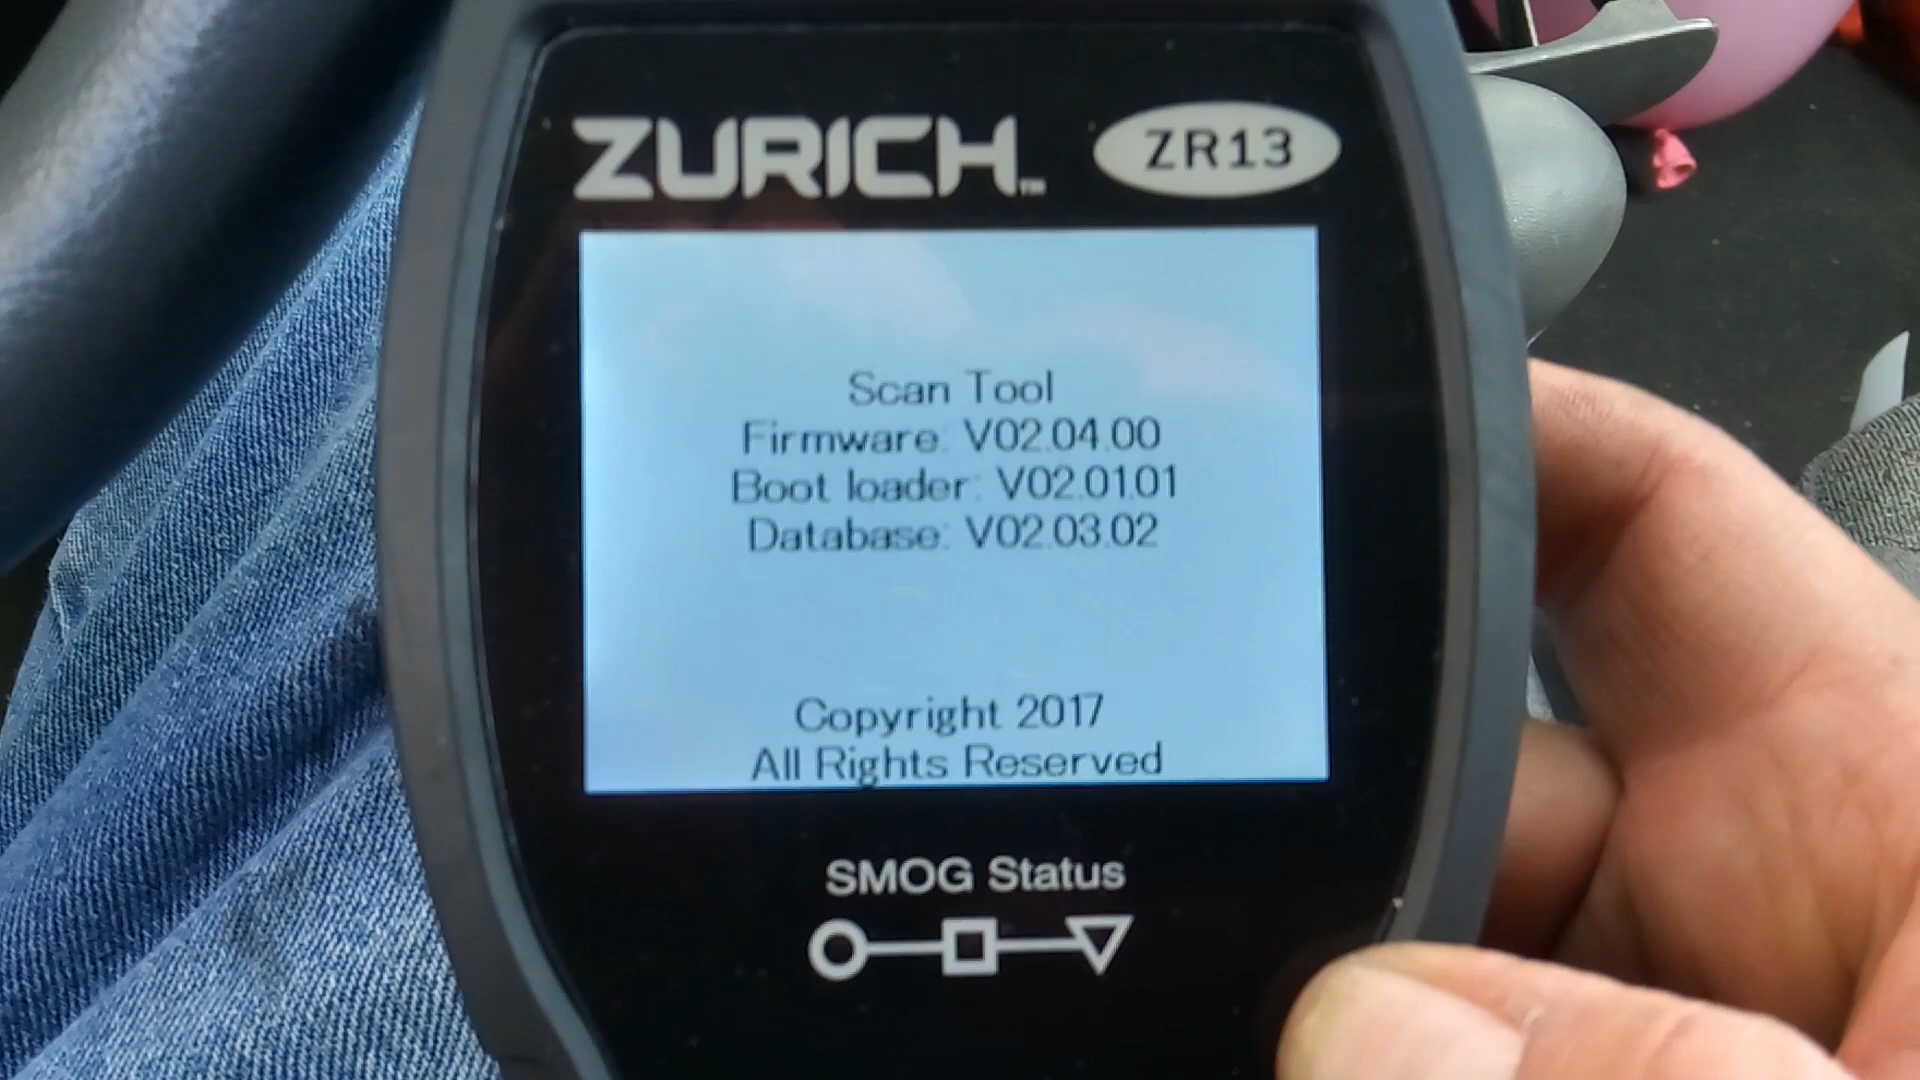 ZURICH™ ZR13
Scan Tool
Firmware: V02.04.00
Boot loader: V02.01.01
Database: V02.03.02
Copyright 2017
All Rights Reserved
SMOG Status